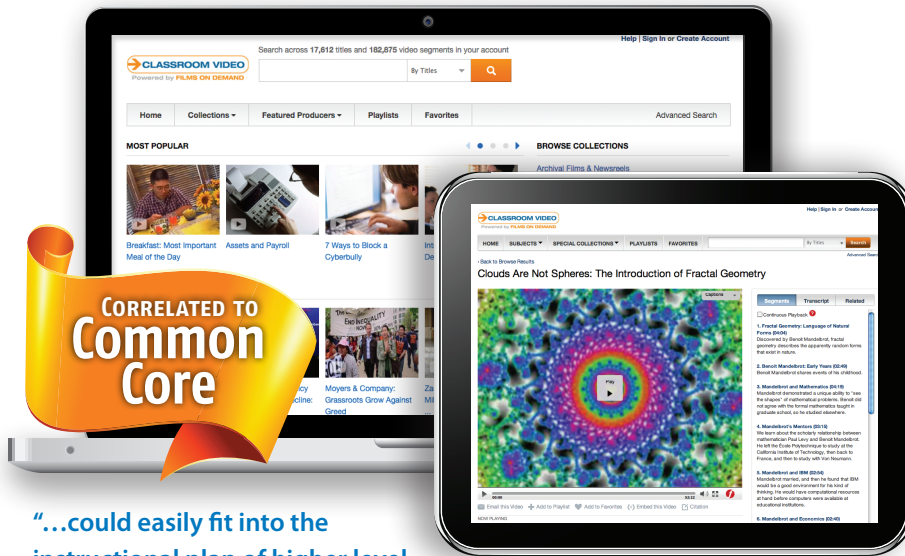 Help | Sign In or Create Account
Search across 17,612 titles and 182,875 video segments in your account
CLASSROOM VIDEO
Powered by FILMS ON DEMAND
By Titles
Home Collections Featured Producers Playlists Favorites Advanced Search
MOST POPULAR
BROWSE COLLECTIONS
Archival Films & Newsreels
Breakfast: Most Important
Meal of the Day
Assets and Payroll
7 Ways to Block a
Cyberbully
END INEQUALITY
NOW
Moyers & Company:
Grassroots Grow Against
Greed
CORRELATED TO
Common
Core
Help | Sign In or Create Account
CLASSROOM VIDEO
Powered by FILMS ON DEMAND
HOME SUBJECTS SPECIAL COLLECTIONS PLAYLISTS FAVORITES By Titles Search
Advanced
‹ Back to Browse Results
Clouds Are Not Spheres: The Introduction of Fractal Geometry
Captions
Play
Segments Transcript Related
Continuous Playback ?
1. Fractal Geometry: Language of Natural
Forms (04:04)
Discovered by Benoit Mandelbrot, fractal
geometry describes the apparently random forms
that exist in nature.
2. Benoit Mandelbrot: Early Years (02:49)
Benoit Mandelbrot shares events of his childhood.
3. Mandelbrot and Mathematics (04:19)
Mandelbrot demonstrated a unique ability to "see
the shapes" of mathematical problems. Benoit did
not agree with the formal mathematics taught in
graduate school, so he studied elsewhere.
4. Mandelbrot's Mentors (03:15)
We learn about the scholarly relationship between
mathematician Paul Levy and Benoit Mandelbrot.
He left the École Polytechnique to study at the
California Institute of Technology, then back to
France, and then to study with Von Neumann.
5. Mandelbrot and IBM (02:54)
Mandelbrot married, and then he found that IBM
would be a good environment for his kind of
thinking. He would have computational resources
at hand before computers were available at
educational institutions.
6. Mandelbrot and Economics (02:40)
00:00
Email this Video Add to Playlist Add to Favorites Embed this Video Citation
NOW PLAYING
“…could easily fit into the
instructional plan of higher level